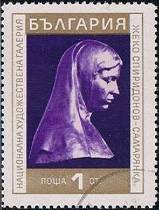 БЪЛГАРИЯ
НАЦИОНАЛНА ХУДОЖЕСТВЕНА ГАЛЕРИЯ
ЖЕКО СПИРИДОНОВ-„САМАРЯНКА“
ПОЩА 1 СТ.